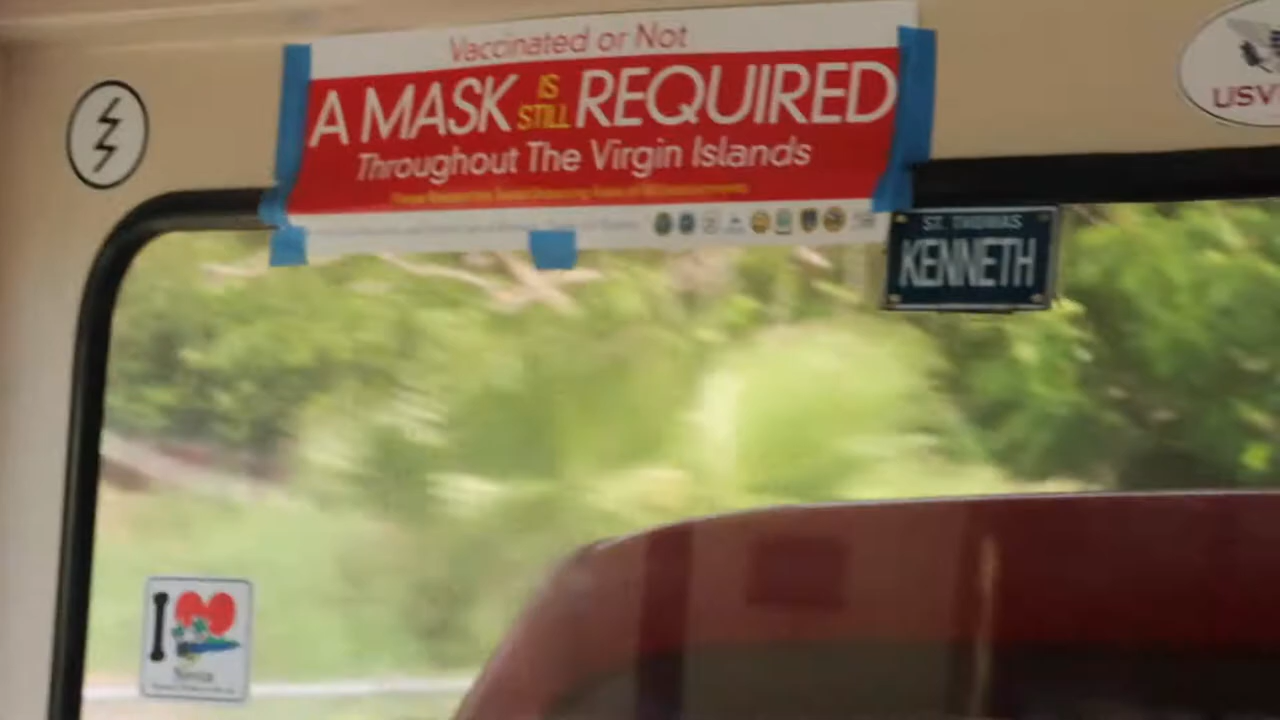 Vaccinated or Not
A MASK IS STILL REQUIRED
Throughout The Virgin Islands
USV
ST. THOMAS
KENNETH
I